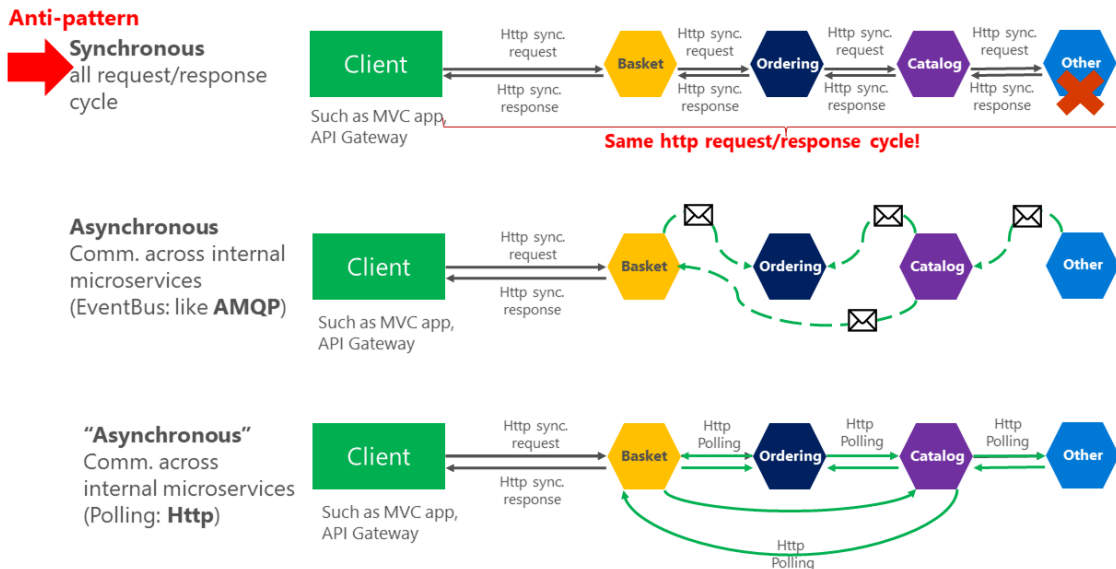 Anti-pattern
Synchronous
all request/response
cycle
Client
Such as MVC app,
API Gateway
Http sync.
request
Http sync.
response
Basket
Http sync.
request
Http sync.
response
Ordering
Http sync.
request
Http sync.
response
Catalog
Http sync.
request
Http sync.
response
Other
Same http request/response cycle!
Asynchronous
Comm. across internal
microservices
(EventBus: like AMQP)
Client
Such as MVC app,
API Gateway
Http sync.
request
Http sync.
response
Basket
Ordering
Catalog
Other
“Asynchronous”
Comm. across
internal microservices
(Polling: Http)
Client
Such as MVC app,
API Gateway
Http sync.
request
Http sync.
response
Basket
Http
Polling
Ordering
Http
Polling
Catalog
Http
Polling
Other
Http
Polling